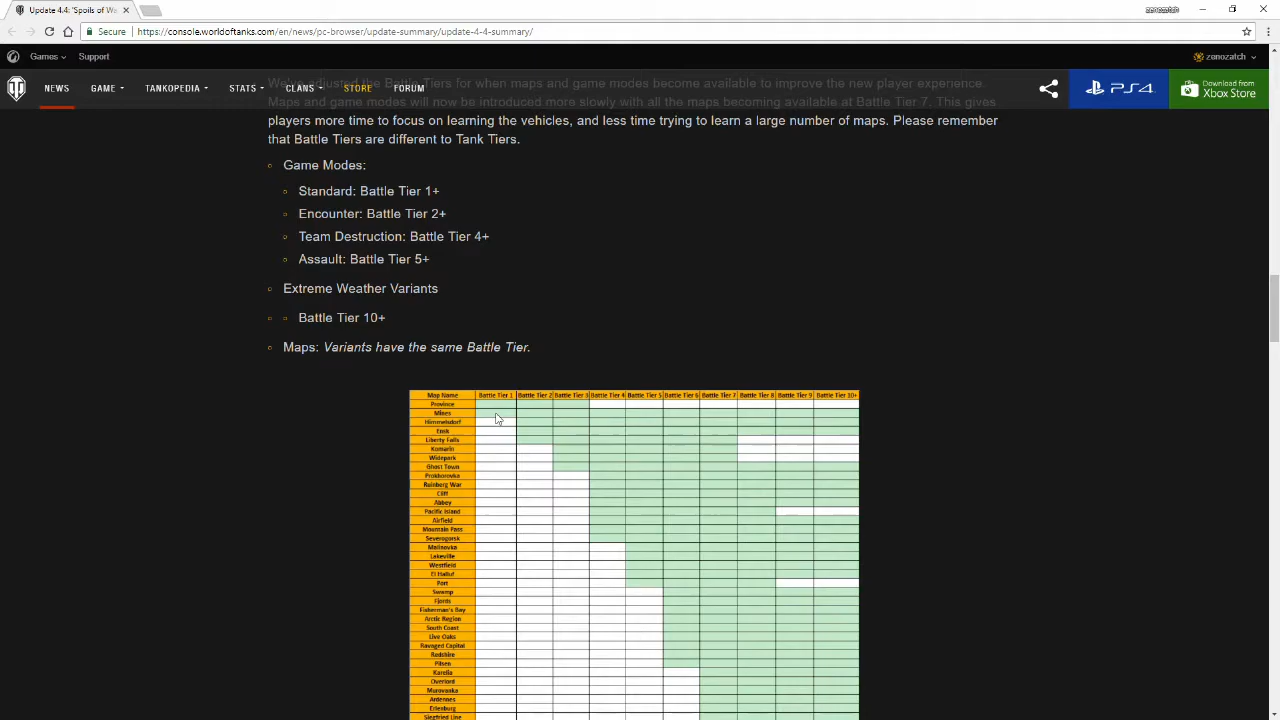 Update 4.4: 'Spoils of Wa
zenozatch
Secure
https://console.worldoftanks.com/en/news/pc-browser/update-summary/update-4-4-summary/
Games
Support
zenozatch
We've adjusted the Battle Tiers for when maps and game modes become available to improve the new player experience.
NEWS
GAME
TANKOPEDIA
STATS
STORE
CLANS
FORUM
PS4
Download from
Xbox Store
Maps and game modes will now be introduced more slowly with all the maps becoming available at Battle Tier 7. This gives
players more time to focus on learning the vehicles, and less time trying to learn a large number of maps. Please remember
that Battle Tiers are different to Tank Tiers.
Game Modes:
Standard: Battle Tier 1+
Encounter: Battle Tier 2+
Team Destruction: Battle Tier 4+
Assault: Battle Tier 5+
Extreme Weather Variants
Battle Tier 10+
Maps: Variants have the same Battle Tier.
Map Name Battle Tier 1 Battle Tier 2 Battle Tier 3 Battle Tier 4 Battle Tier 5 Battle Tier 6 Battle Tier 7 Battle Tier 8 Battle Tier 9 Battle Tier 10+
Province
Mines
Himmelsdorf
Ensk
Liberty Falls
Komarin
Widepark
Ghost Town
Prokhorovka
Ruinberg War
Cliff
Abbey
Pacific Island
Airfield
Mountain Pass
Severogorsk
Malinovka
Lakeville
Westfield
El Halluf
Port
Swamp
Fjords
Fisherman's Bay
Arctic Region
South Coast
Live Oaks
Ravaged Capital
Redshire
Pilsen
Karelia
Overlord
Murovanka
Ardennes
Erlenburg
Siegfried Line